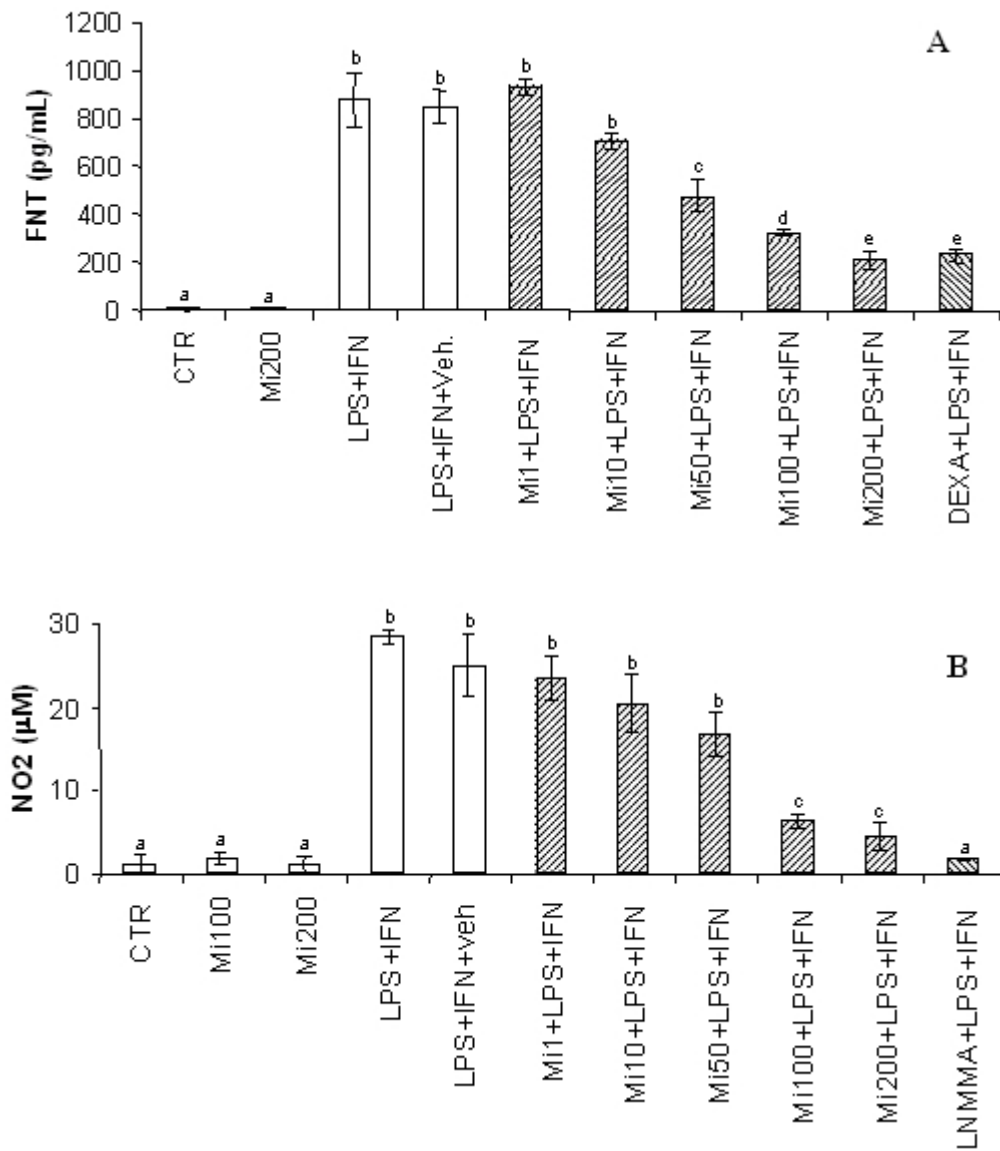 A
FNT (pg/mL)
1200
1000
800
600
400
200
0
a
a
b
b
b
b
c
d
e
e
CTR
Mi200
LPS+IFN
LPS+IFN+Veh.
Mi1+LPS+IFN
Mi10+LPS+IFN
Mi50+LPS+IFN
Mi100+LPS+IFN
Mi200+LPS+IFN
DEXA+LPS+IFN
B
NO2 (µM)
30
20
10
0
a
a
a
b
b
b
b
b
c
c
a
CTR
Mi100
Mi200
LPS+IFN
LPS+IFN+veh
Mi1+LPS+IFN
Mi10+LPS+IFN
Mi50+LPS+IFN
Mi100+LPS+IFN
Mi200+LPS+IFN
LNMMA+LPS+IFN